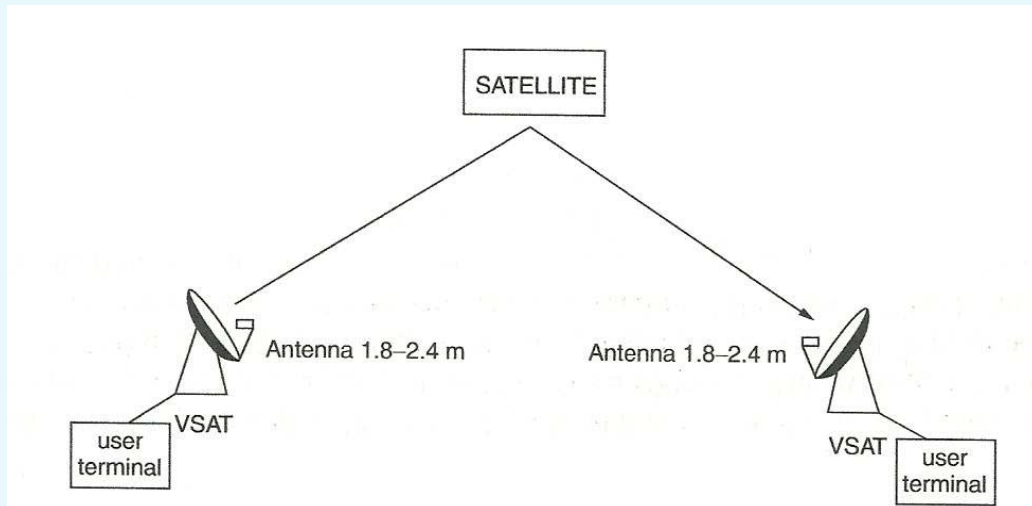 SATELLITE
Antenna 1.8–2.4 m
Antenna 1.8–2.4 m
VSAT
VSAT
user
terminal
user
terminal